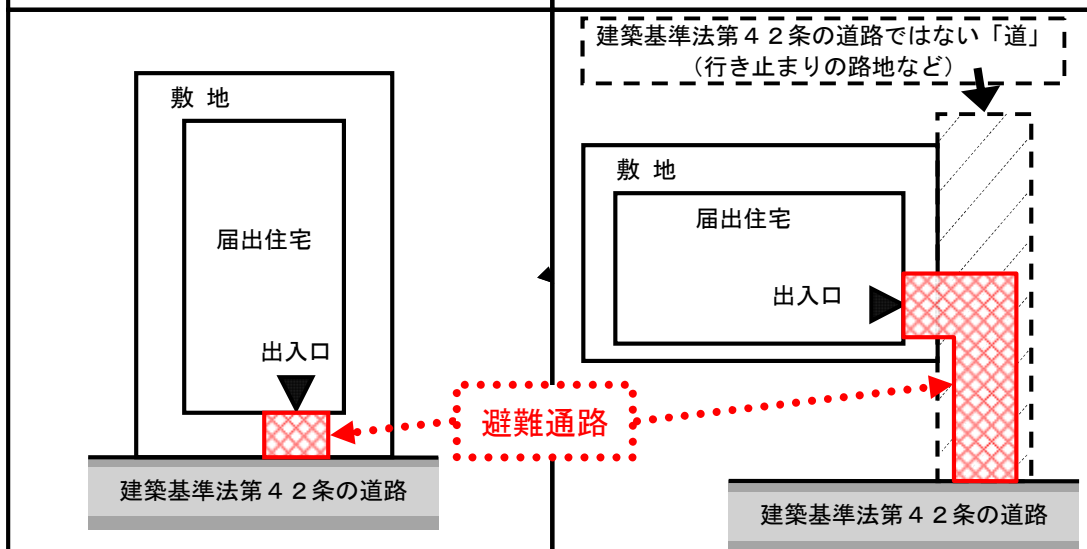 敷 地
届出住宅
出入口
建築基準法第４２条の道路
建築基準法第４２条の道路ではない「道」
（行き止まりの路地など）
敷 地
届出住宅
出入口
避難通路
建築基準法第４２条の道路